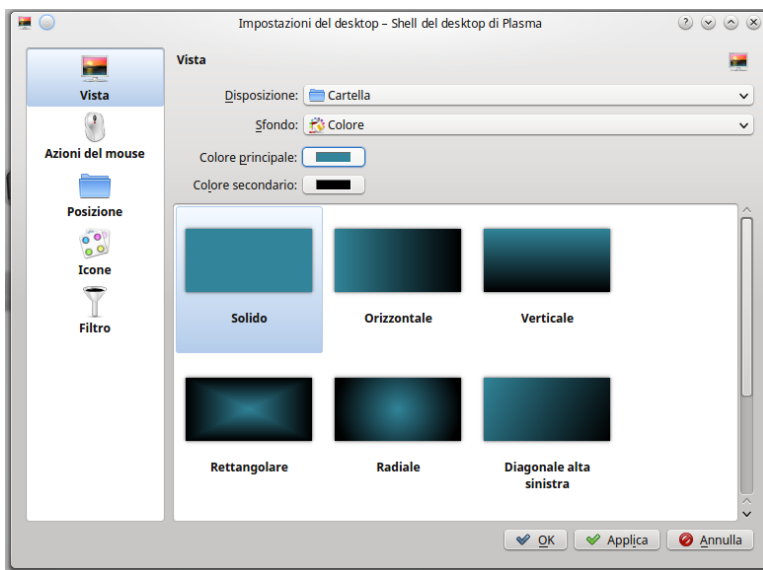 Impostazioni del desktop – Shell del desktop di Plasma
Vista
Azioni del mouse
Posizione
Icone
Filtro
Vista
Disposizione: Cartella
Sfondo: Colore
Colore principale:
Colore secondario:
Solido
Orizzontale
Verticale
Rettangolare
Radiale
Diagonale alta
sinistra
OK
Applica
Annulla